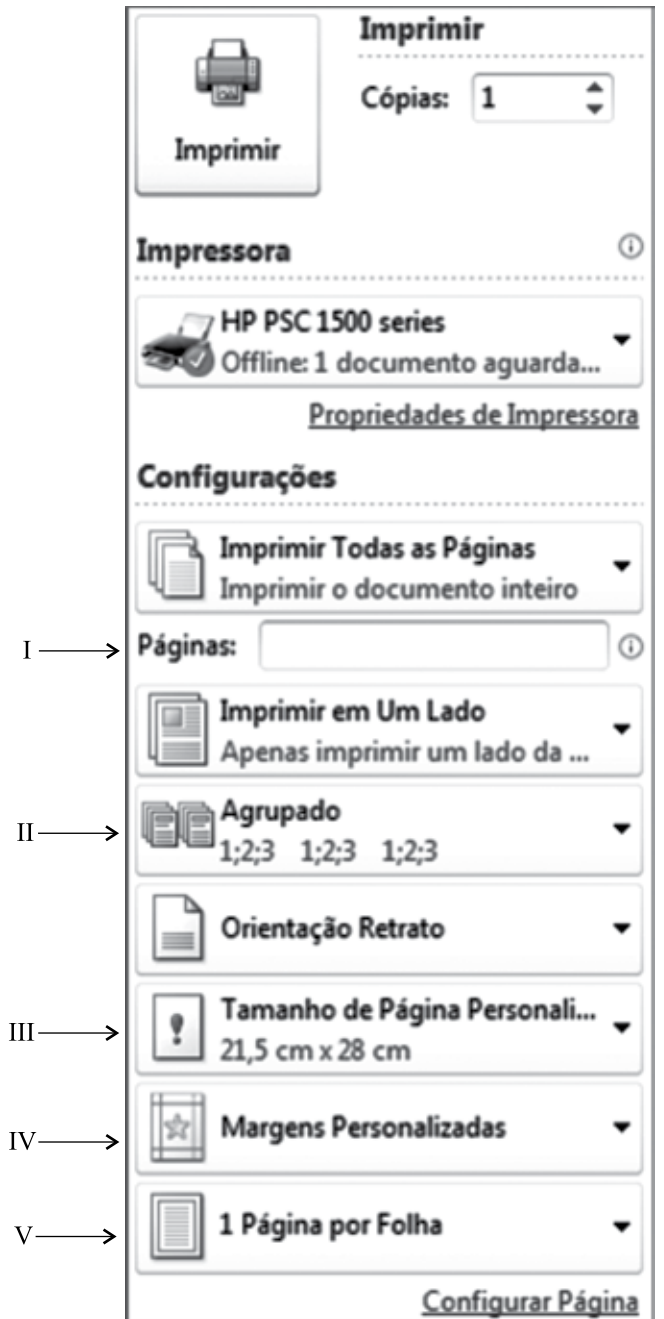 Imprimir
Cópias: 1
Imprimir
Impressora
HP PSC 1500 series
Offline: 1 documento aguarda...
Propriedades de Impressora
Configurações
Imprimir Todas as Páginas
Imprimir o documento inteiro
I
Páginas:
Imprimir em Um Lado
Apenas imprimir um lado da ...
II
Agrupado
1;2;3 1;2;3 1;2;3
Orientação Retrato
III
Tamanho de Página Personali...
21,5 cm x 28 cm
IV
Margens Personalizadas
V
1 Página por Folha
Configurar Página